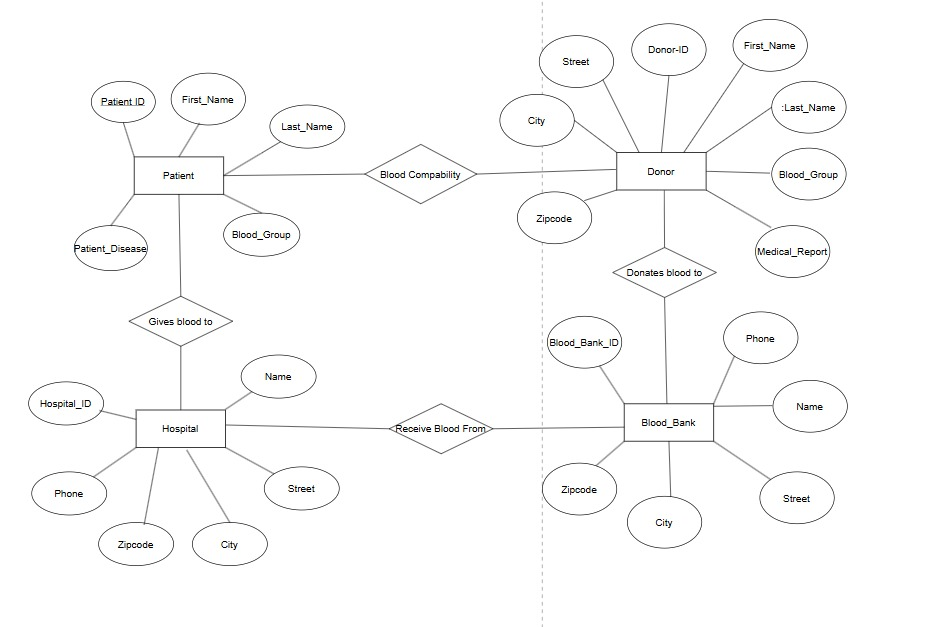 Street
Donor-ID
First_Name
Patient ID
First_Name
Last_Name
City
:Last_Name
Patient
Blood Compability
Donor
Blood_Group
Zipcode
Patient_Disease
Blood_Group
Medical_Report
Donates blood to
Gives blood to
Blood_Bank_ID
Phone
Name
Hospital_ID
Name
Hospital
Receive Blood From
Blood_Bank
Phone
Street
Zipcode
Street
Zipcode
City
City